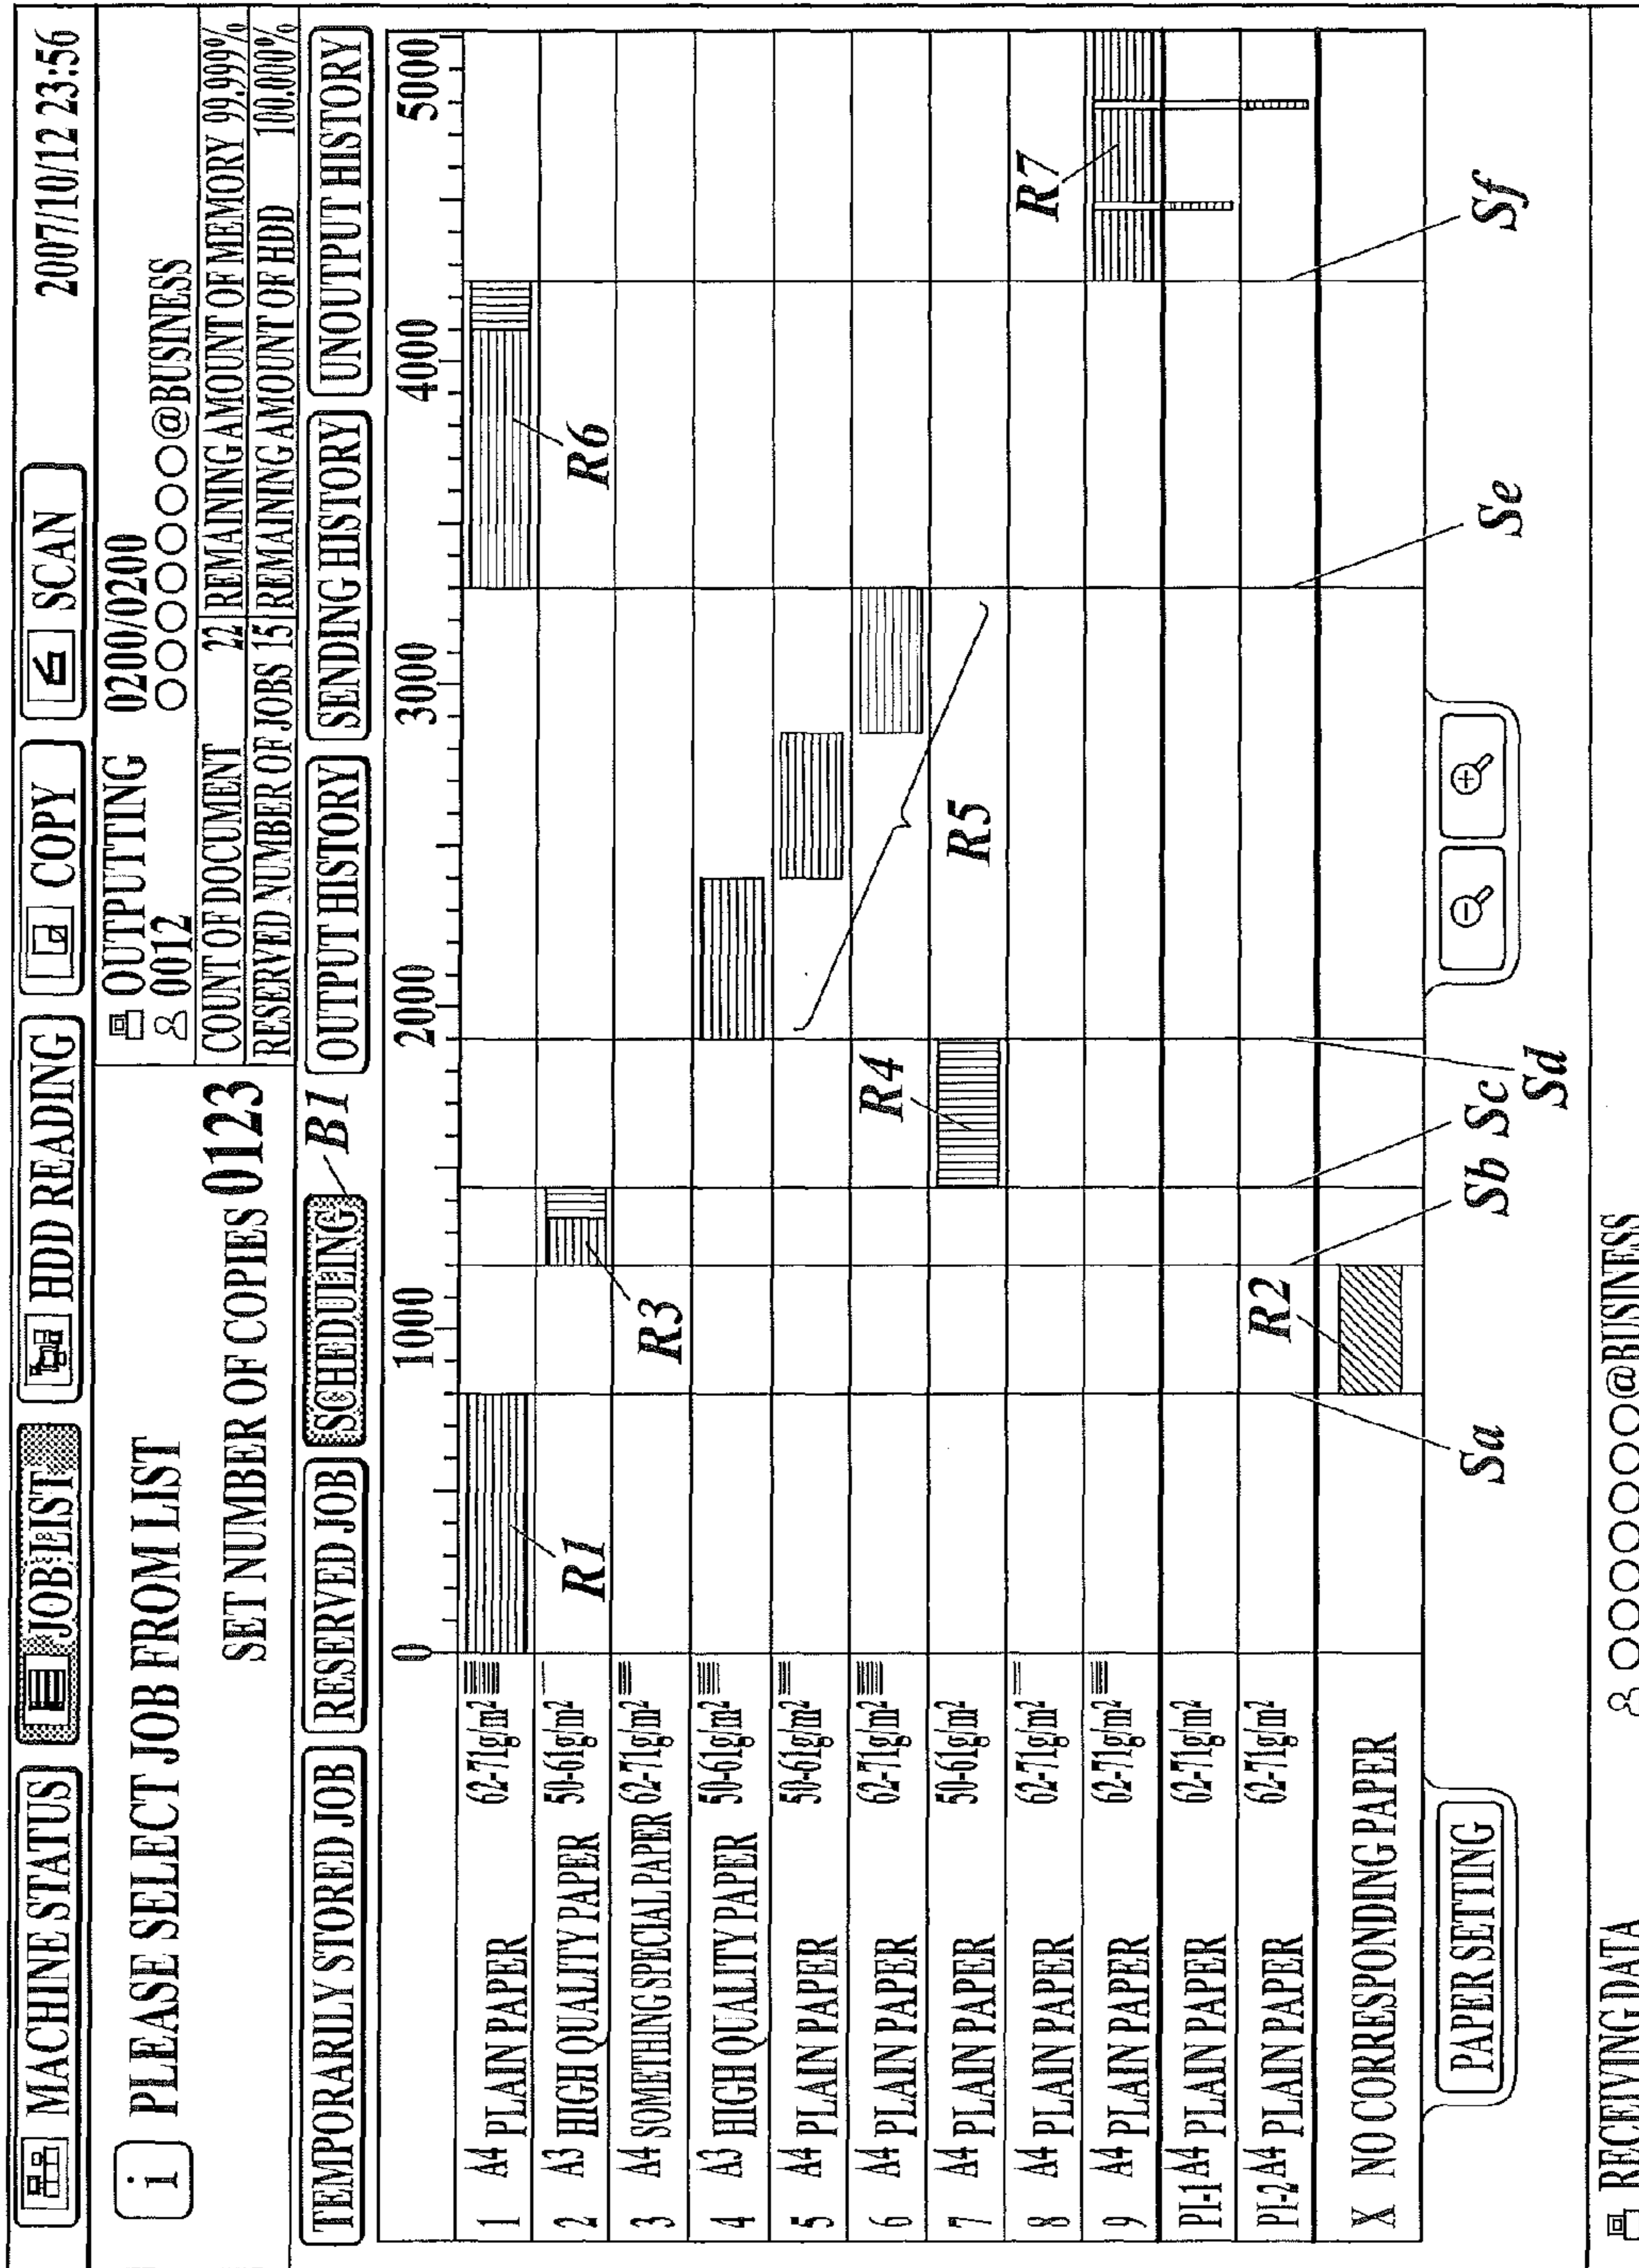 MACHINE STATUS JOB LIST HDD READING COPY SCAN 2007/10/12 23:56
i PLEASE SELECT JOB FROM LIST
SET NUMBER OF COPIES 0123
OUTPUTTING 0200/0200
0012 ○○○○○○○○@BUSINESS
COUNT OF DOCUMENT 22 REMAINING AMOUNT OF MEMORY 99.999%
RESERVED NUMBER OF JOBS 15 REMAINING AMOUNT OF HDD 100.000%
TEMPORARILY STORED JOB RESERVED JOB SCHEDULING B1 OUTPUT HISTORY SENDING HISTORY UNOUTPUT HISTORY
0 1000 2000 3000 4000 5000
1 A4 PLAIN PAPER 62-71g/m²
2 A3 HIGH QUALITY PAPER 50-61g/m²
3 A4 SOMETHING SPECIAL PAPER 62-71g/m²
4 A3 HIGH QUALITY PAPER 50-61g/m²
5 A4 PLAIN PAPER 50-61g/m²
6 A4 PLAIN PAPER 62-71g/m²
7 A4 PLAIN PAPER 50-61g/m²
8 A4 PLAIN PAPER 62-71g/m²
9 A4 PLAIN PAPER 62-71g/m²
PI-1 A4 PLAIN PAPER 62-71g/m²
PI-2 A4 PLAIN PAPER 62-71g/m²
X NO CORRESPONDING PAPER
R1
R6
R3
R4
R5
R7
R2
Sa
Sb
Sc
Sd
Se
Sf
PAPER SETTING
RECEIVING DATA ○○○○○○○○@BUSINESS